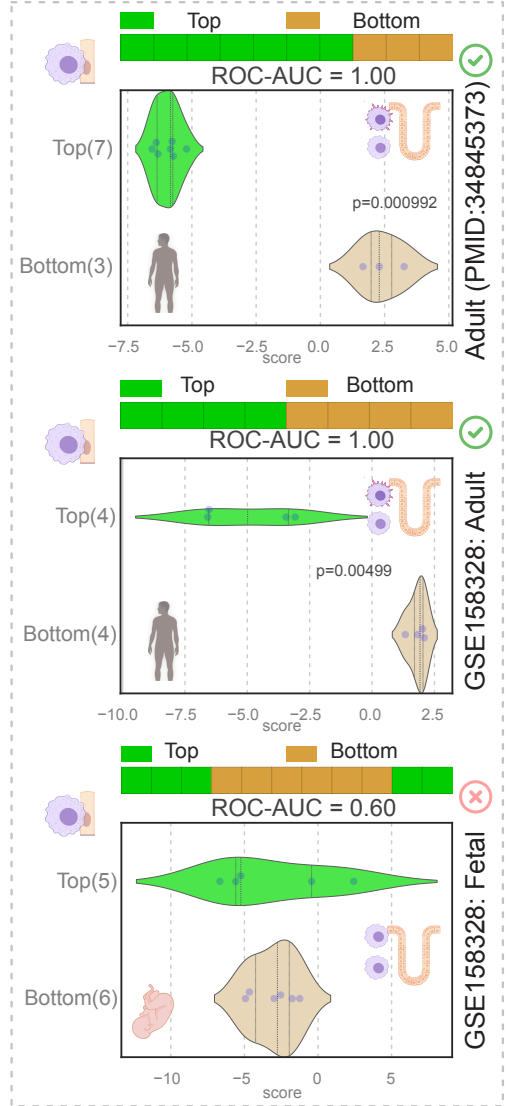 Top Bottom
ROC-AUC = 1.00
Top(7)
p=0.000992
Bottom(3)
−7.5 −5.0 −2.5 0.0 2.5 5.0
score
Adult (PMID:34845373)
Top Bottom
ROC-AUC = 1.00
Top(4)
p=0.00499
Bottom(4)
−10.0 −7.5 −5.0 −2.5 0.0 2.5
score
GSE158328: Adult
Top Bottom
ROC-AUC = 0.60
Top(5)
Bottom(6)
−10 −5 0 5
score
GSE158328: Fetal